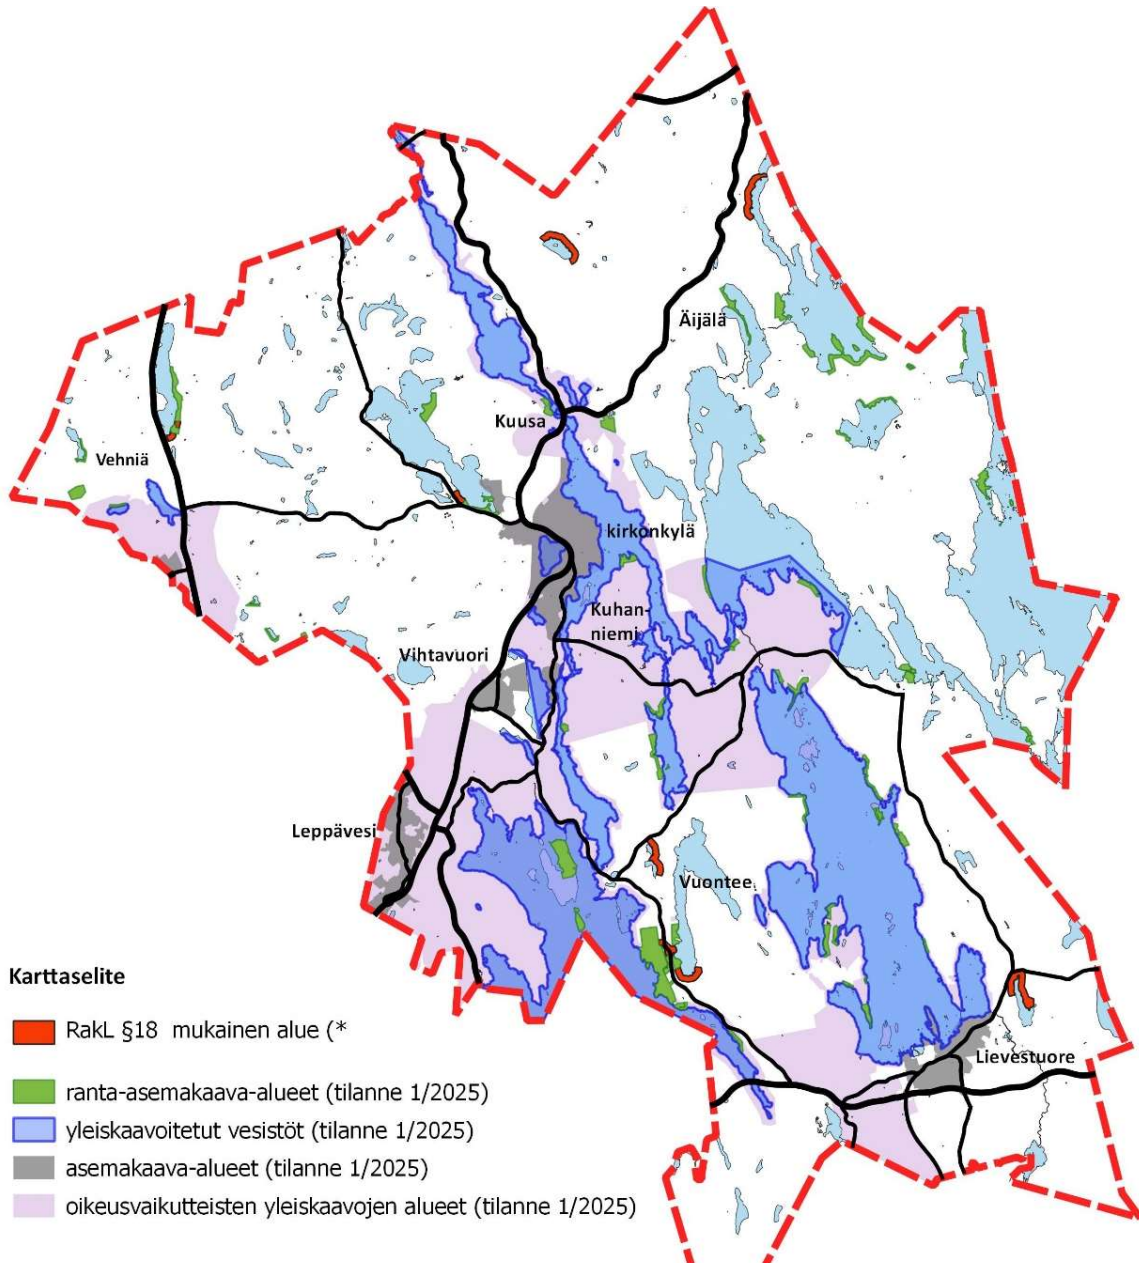 Äijälä
Kuusa
Vehniä
kirkonkylä
Kuhan-
niemi
Vihtavuori
Leppävesi
Vuontee
Lievestuore
Karttaselite
RakL §18 mukainen alue (*
ranta-asemakaava-alueet (tilanne 1/2025)
yleiskaavoitetut vesistöt (tilanne 1/2025)
asemakaava-alueet (tilanne 1/2025)
oikeusvaikutteisten yleiskaavojen alueet (tilanne 1/2025)